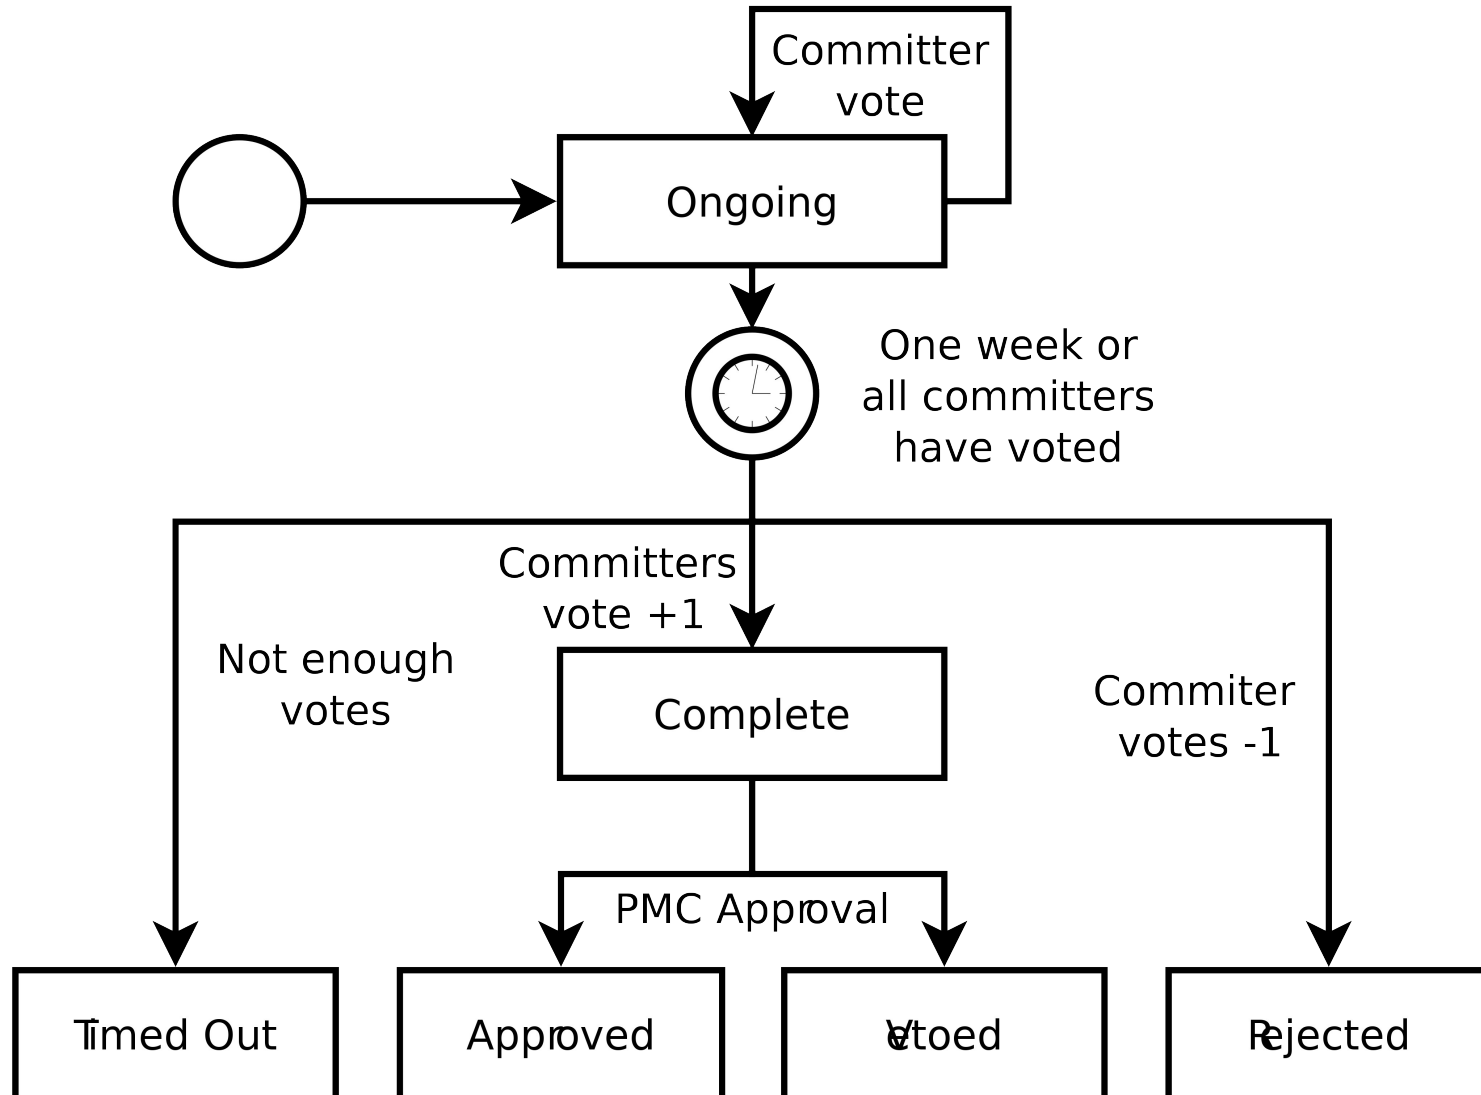 Committer
vote
Ongoing
One week or
all committers
have voted
Committers
vote +1
Not enough
votes
Commiter
votes -1
Complete
PMC Approval
Timed Out
Approved
Vetoed
Rejected